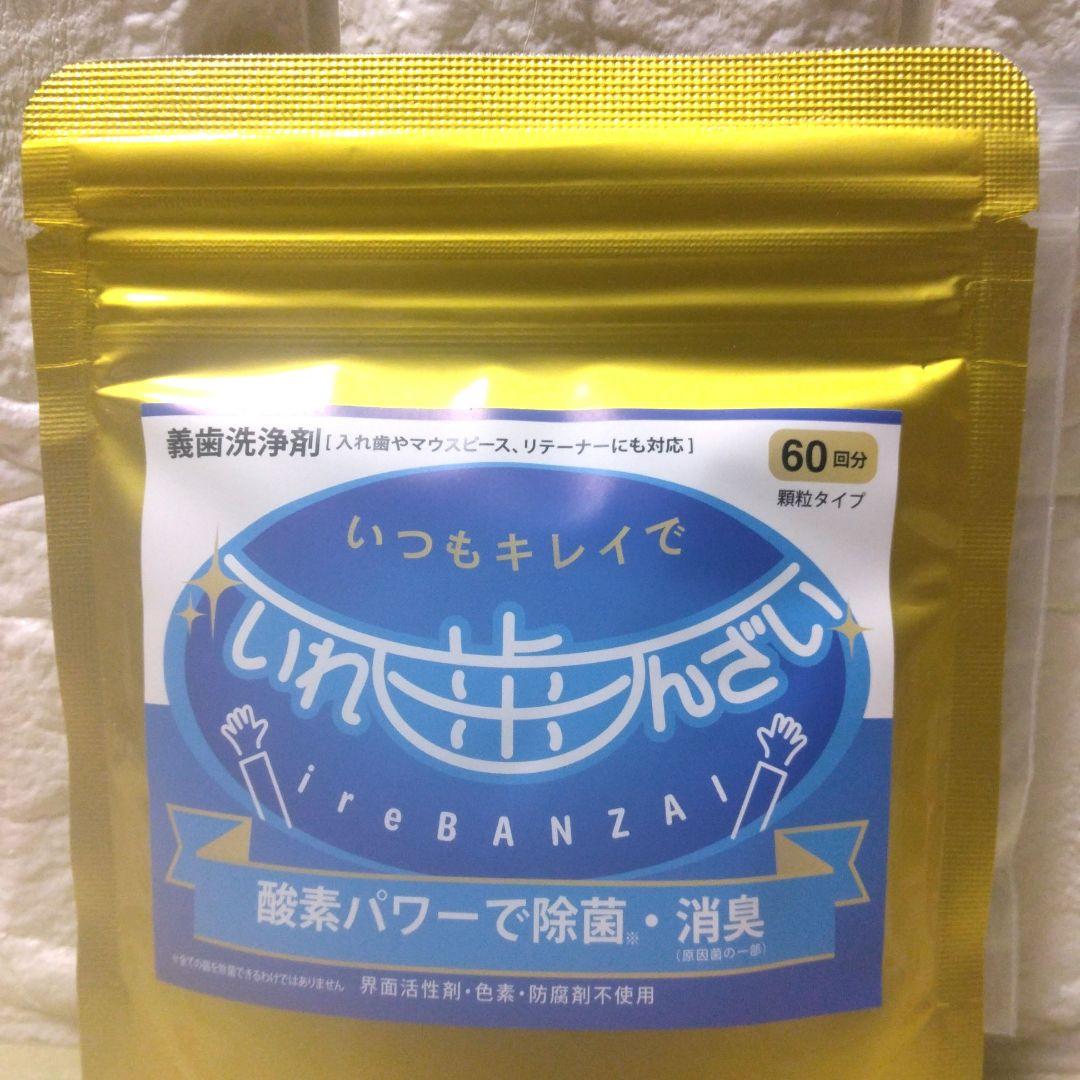 義歯洗浄剤[入れ歯やマウスピース、リテーナーにも対応]
60回分
顆粒タイプ
いつもキレイで
いれ歯んざい
ireBANZAI
酸素パワーで除菌※・消臭
(原因菌の一部)
※全ての菌を除菌できるわけではありません
界面活性剤・色素・防腐剤不使用